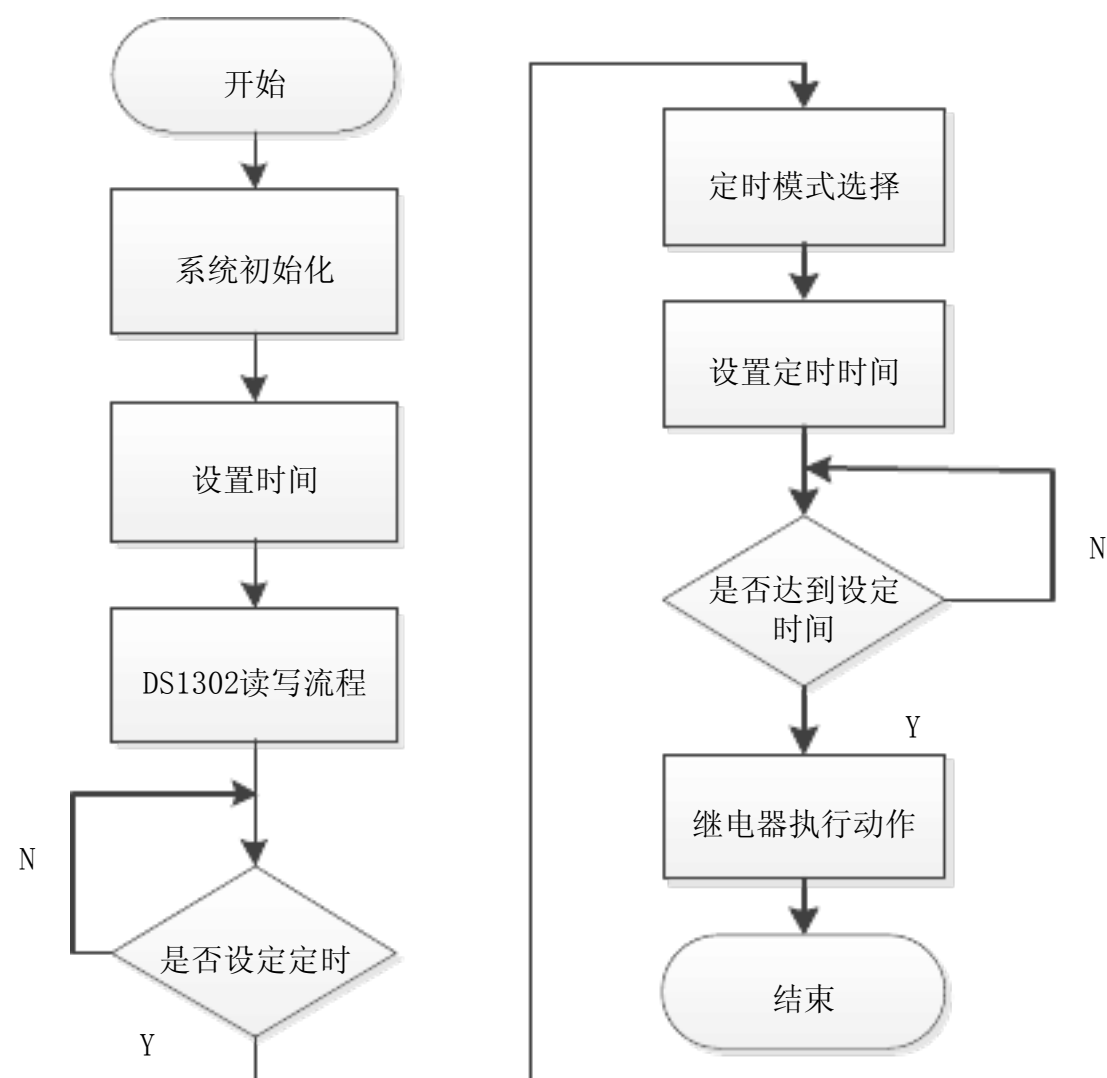 开始
系统初始化
设置时间
DS1302读写流程
N
是否设定定时
Y
定时模式选择
设置定时时间
N
是否达到设定
时间
Y
继电器执行动作
结束